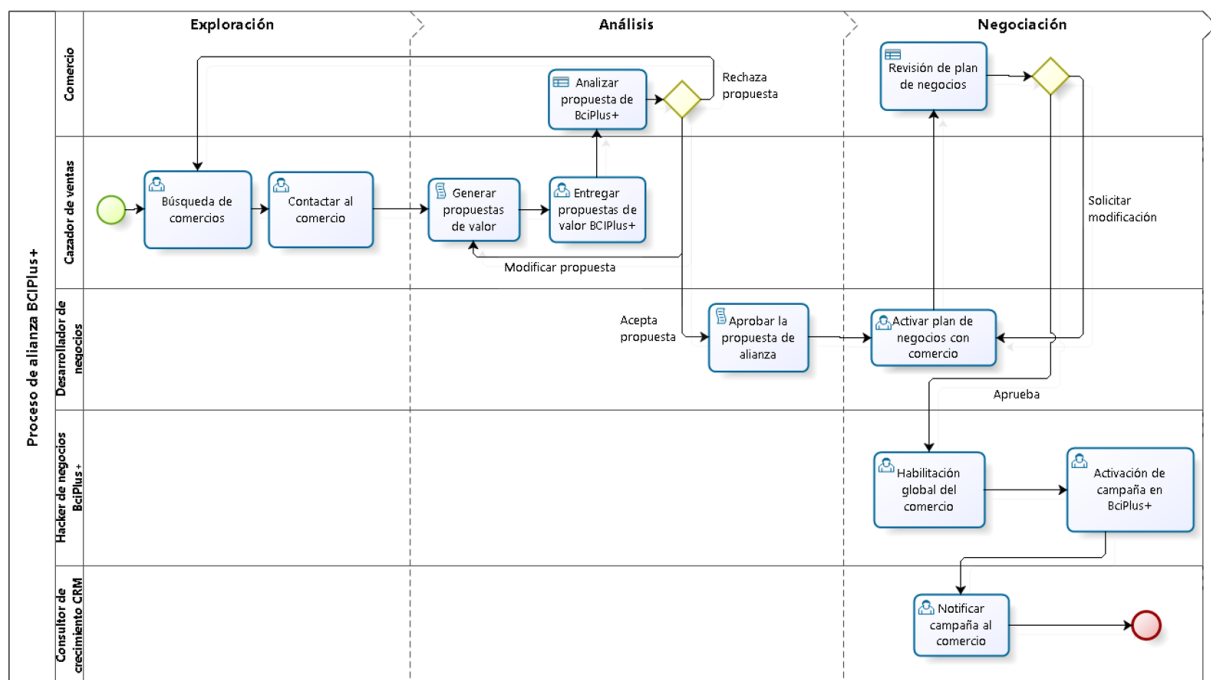 Proceso de alianza BCIPlus+
Exploración
Análisis
Negociación
Comercio
Analizar
propuesta de
BciPlus+
Rechaza
propuesta
Revisión de plan
de negocios
Cazador de ventas
Búsqueda de
comercios
Contactar al
comercio
Generar
propuestas
de valor
Entregar
propuestas de
valor BCIPlus+
Modificar propuesta
Solicitar
modificación
Desarrollador de
negocios
Acepta
propuesta
Aprobar la
propuesta de
alianza
Activar plan de
negocios con
comercio
Aprueba
Hacker de negocios
BciPlus+
Habilitación
global del
comercio
Activación de
campaña en
BciPlus+
Consultor de
crecimiento CRM
Notificar
campaña al
comercio